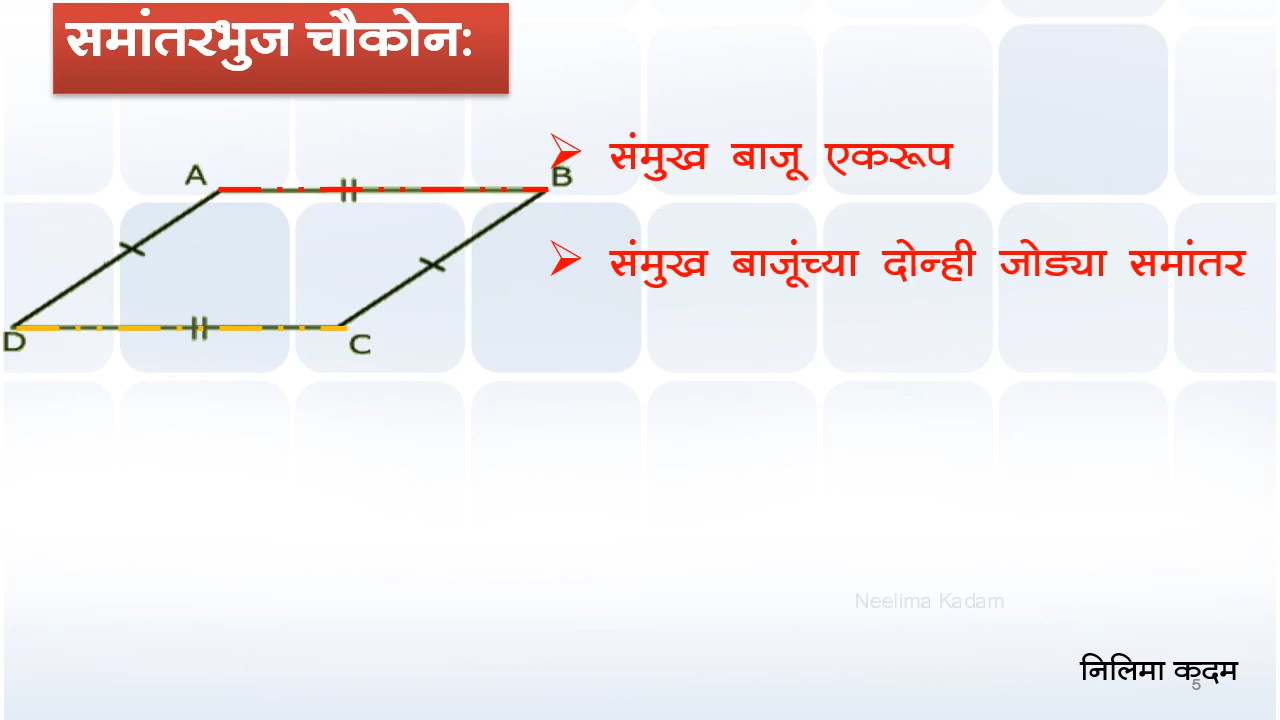 समांतरभुज चौकोन:
➢ संमुख बाजू एकरूप
A
B
➢ संमुख बाजूंच्या दोन्ही जोड्या समांतर
D
C
Neelima Kadam
निलिमा कदम
5